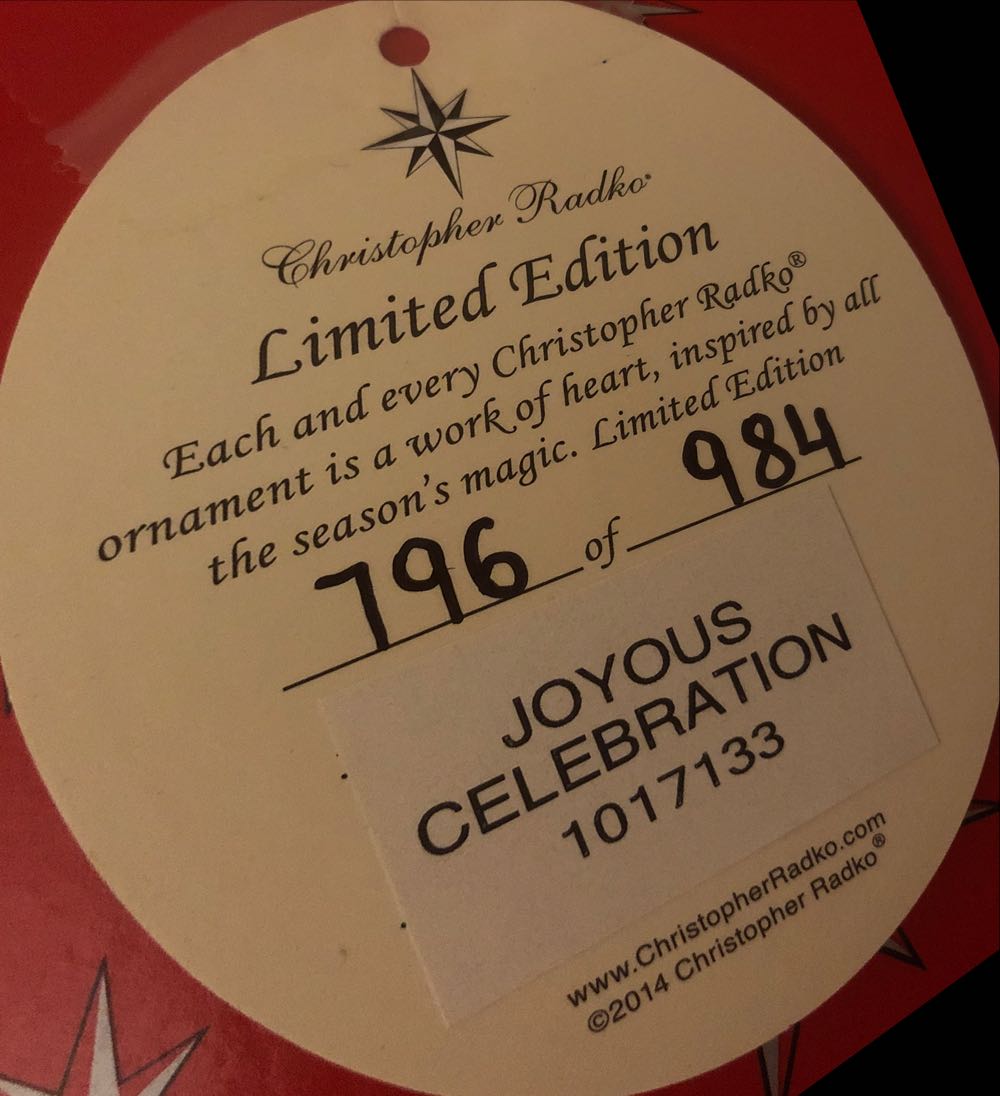 Christopher Radko®
Limited Edition
Each and every Christopher Radko®
ornament is a work of heart, inspired by all
the season's magic. Limited Edition
796 of 984
JOYOUS
CELEBRATION
1017133
www.ChristopherRadko.com
©2014 Christopher Radko®